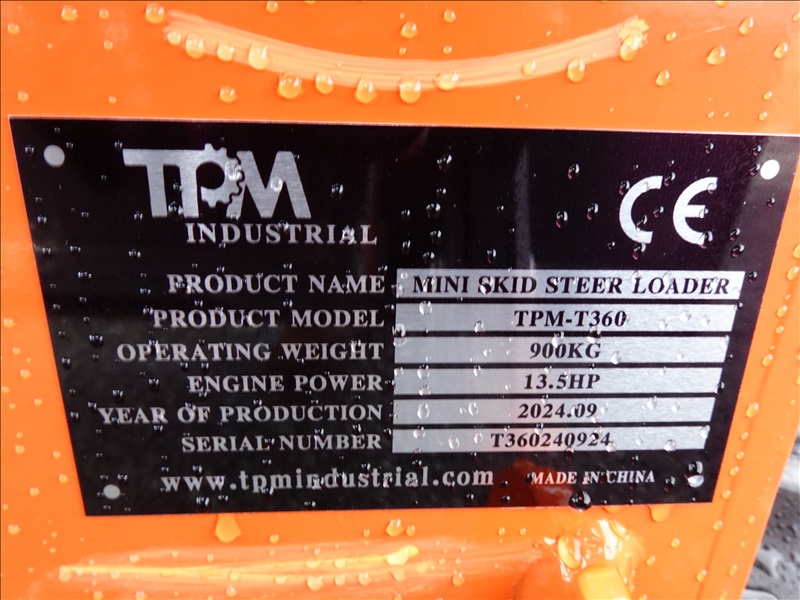 TPM
INDUSTRIAL
CE
PRODUCT NAME MINI SKID STEER LOADER
PRODUCT MODEL TPM-T360
OPERATING WEIGHT 900KG
ENGINE POWER 13.5HP
YEAR OF PRODUCTION 2024.09
SERIAL NUMBER T360240924
www.tpmindustrial.com MADE IN CHINA